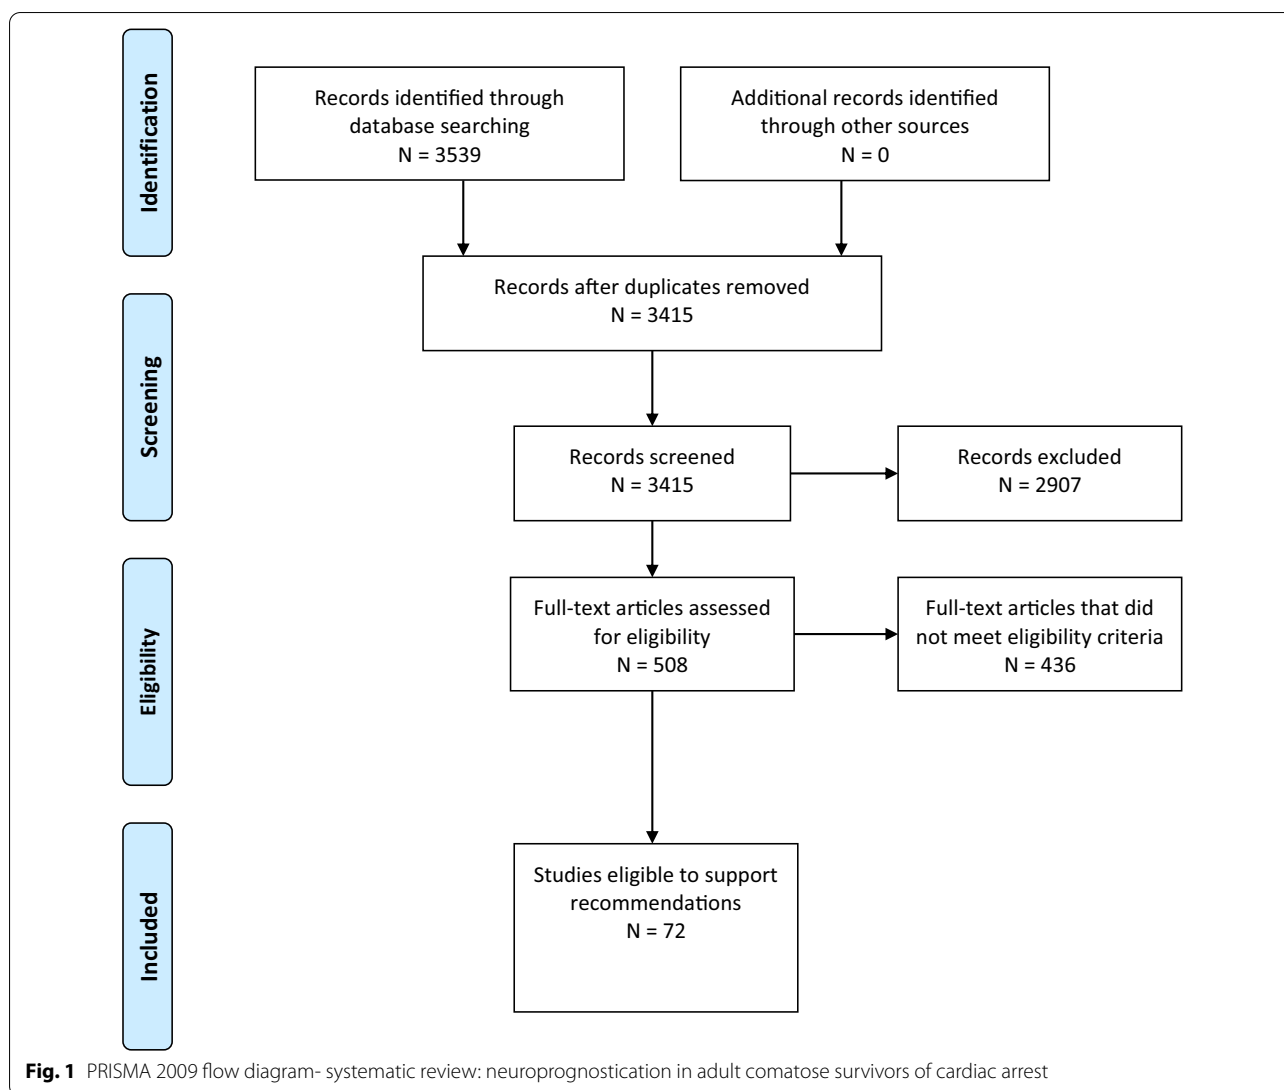 Identification
Records identified through
database searching
N = 3539
Additional records identified
through other sources
N = 0
Records after duplicates removed
N = 3415
Screening
Records screened
N = 3415
Records excluded
N = 2907
Eligibility
Full-text articles assessed
for eligibility
N = 508
Full-text articles that did
not meet eligibility criteria
N = 436
Included
Studies eligible to support
recommendations
N = 72
Fig. 1 PRISMA 2009 flow diagram- systematic review: neuroprognostication in adult comatose survivors of cardiac arrest